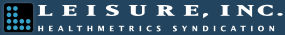 LEISURE, INC.
HEALTHMETRICS SYNDICATION